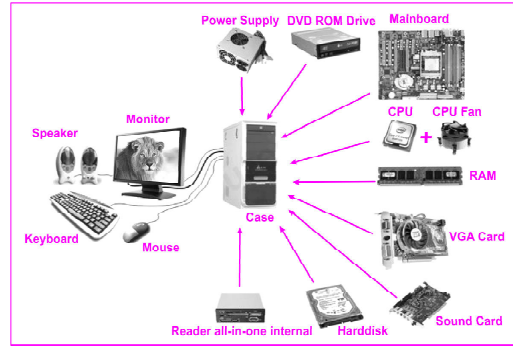 Power Supply
DVD ROM Drive
Mainboard
CPU
+
CPU Fan
Speaker
Monitor
RAM
Keyboard
Mouse
Case
VGA Card
Reader all-in-one internal
Harddisk
Sound Card